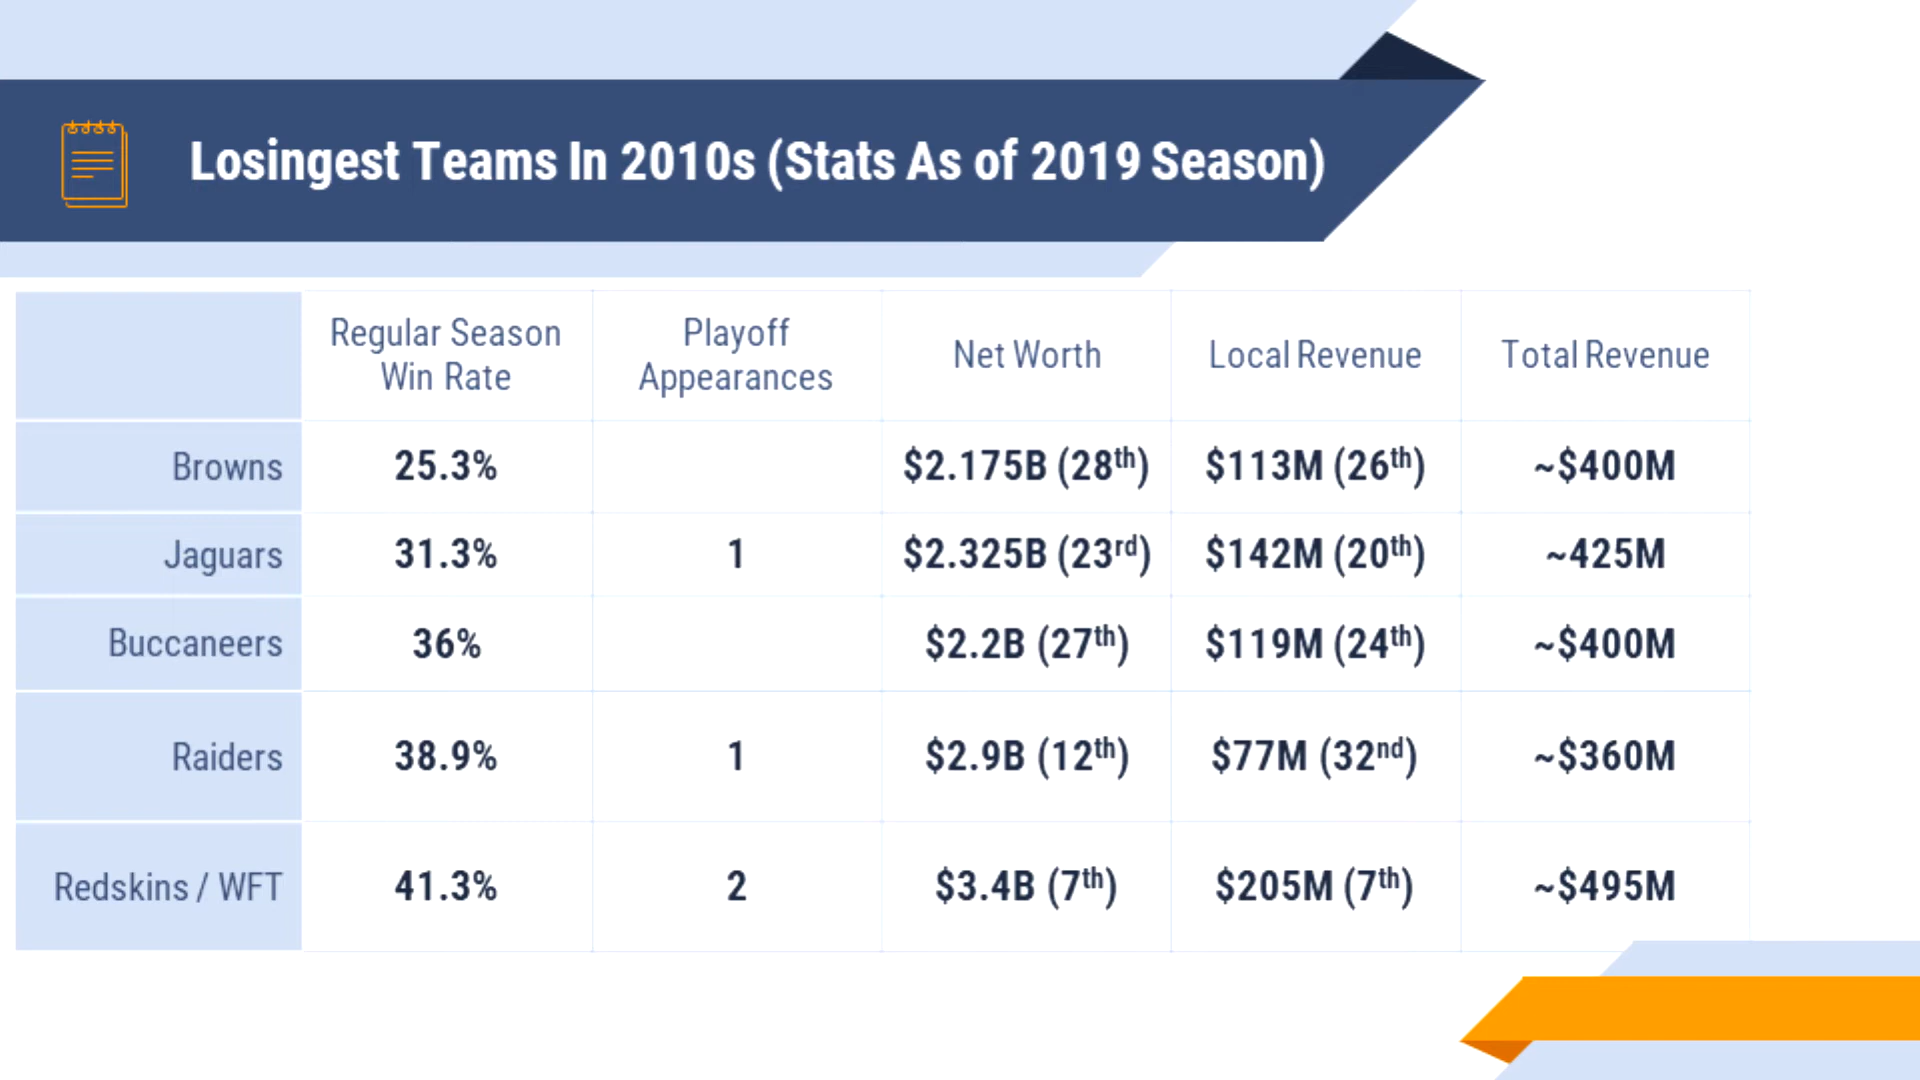 Losingest Teams In 2010s (Stats As of 2019 Season)
Regular Season Win Rate Playoff Appearances Net Worth Local Revenue Total Revenue
Browns 25.3% $2.175B (28th) $113M (26th) ~$400M
Jaguars 31.3% 1 $2.325B (23rd) $142M (20th) ~425M
Buccaneers 36% $2.2B (27th) $119M (24th) ~$400M
Raiders 38.9% 1 $2.9B (12th) $77M (32nd) ~$360M
Redskins / WFT 41.3% 2 $3.4B (7th) $205M (7th) ~$495M